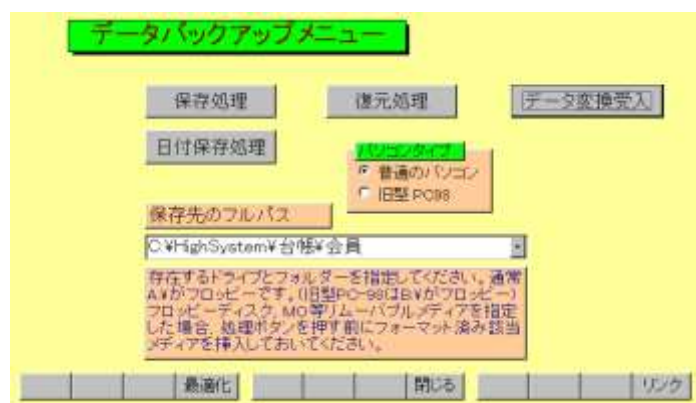 データバックアップメニュー
保存処理 復元処理 データ変換受入
日付保存処理
パソコンタイプ
普通のパソコン
旧型 PC98
保存先のフルパス
C:¥HighSystem¥台帳¥会員
存在するドライブとフォルダーを指定してください。通常
A:¥がフロッピーです。(旧型PC-98はB:¥がフロッピー)
フロッピーディスク、MO等リムーバブルメディアを指定
した場合、処理ボタンを押す前にフォーマット済み該当
メディアを挿入しておいてください。
最適化 閉じる リンク